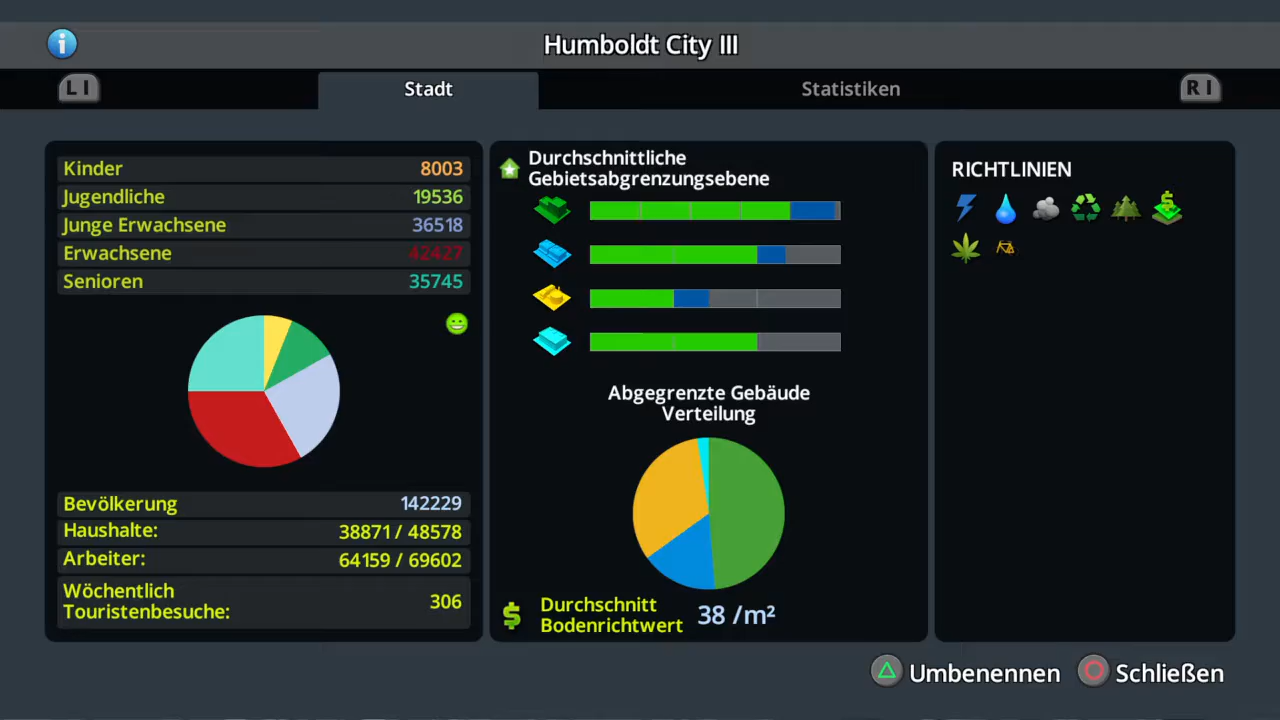 Humboldt City III
L1
Stadt
Statistiken
R1
Kinder 8003
Jugendliche 19536
Junge Erwachsene 36518
Erwachsene 42427
Senioren 35745
Bevölkerung 142229
Haushalte: 38871 / 48578
Arbeiter: 64159 / 69602
Wöchentlich
Touristenbesuche: 306
Durchschnittliche
Gebietsabgrenzungsebene
Abgegrenzte Gebäude
Verteilung
$ Durchschnitt
Bodenrichtwert 38 /m²
RICHTLINIEN
Umbenennen
Schließen